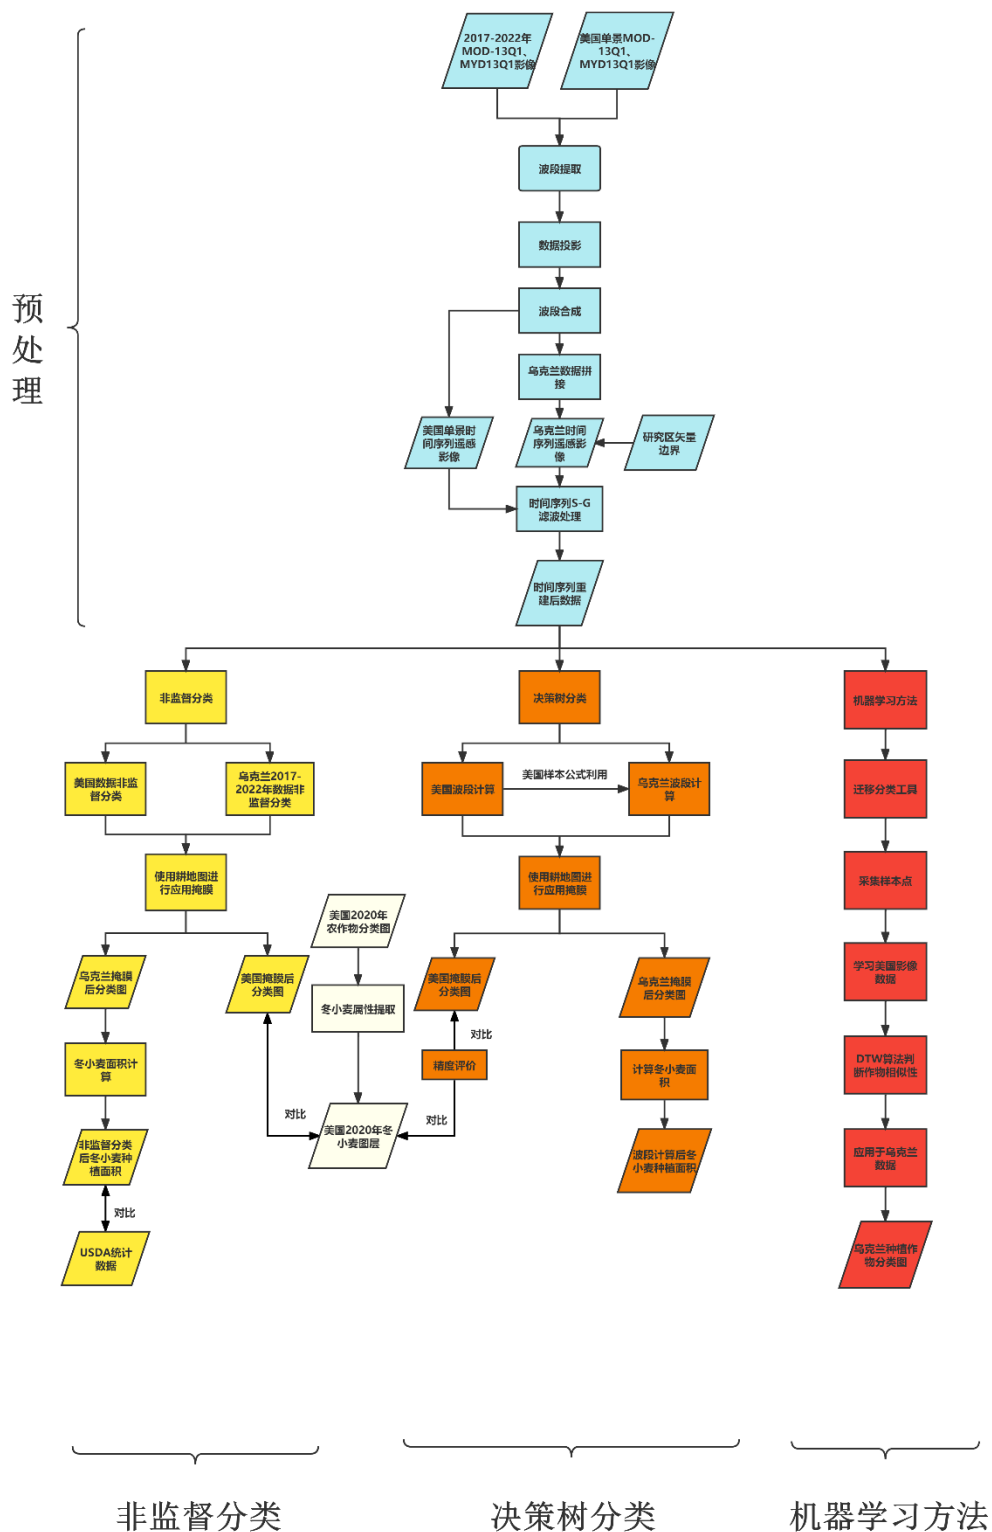 2017-2022年
MOD-13Q1、
MYD13Q1影像
美国单景MOD-
13Q1、
MYD13Q1影像
波段提取
数据投影
波段合成
乌克兰数据拼
接
美国单景时
间序列遥感
影像
乌克兰时间
序列遥感影
像
研究区矢量
边界
时间序列S-G
滤波处理
时间序列重
建后数据
预
处
理
非监督分类
决策树分类
机器学习方法
美国数据非监
督分类
乌克兰2017-
2022年数据非
监督分类
美国波段计算
美国样本公式利用
乌克兰波段计
算
迁移分类工具
使用耕地图进
行应用掩膜
使用耕地图进
行应用掩膜
采集样本点
美国2020年
农作物分类图
乌克兰掩膜
后分类图
美国掩膜后
分类图
冬小麦属性提取
美国掩膜后
分类图
乌克兰掩膜
后分类图
学习美国影像
数据
对比
精度评价
冬小麦面积计
算
计算冬小麦面
积
DTW算法判
断作物相似性
对比
对比
美国2020年冬
小麦图层
非监督分类
后冬小麦种
植面积
波段计算后冬
小麦种植面积
应用于乌克兰
数据
对比
USDA统计
数据
乌克兰种植作
物分类图
非监督分类
决策树分类
机器学习方法